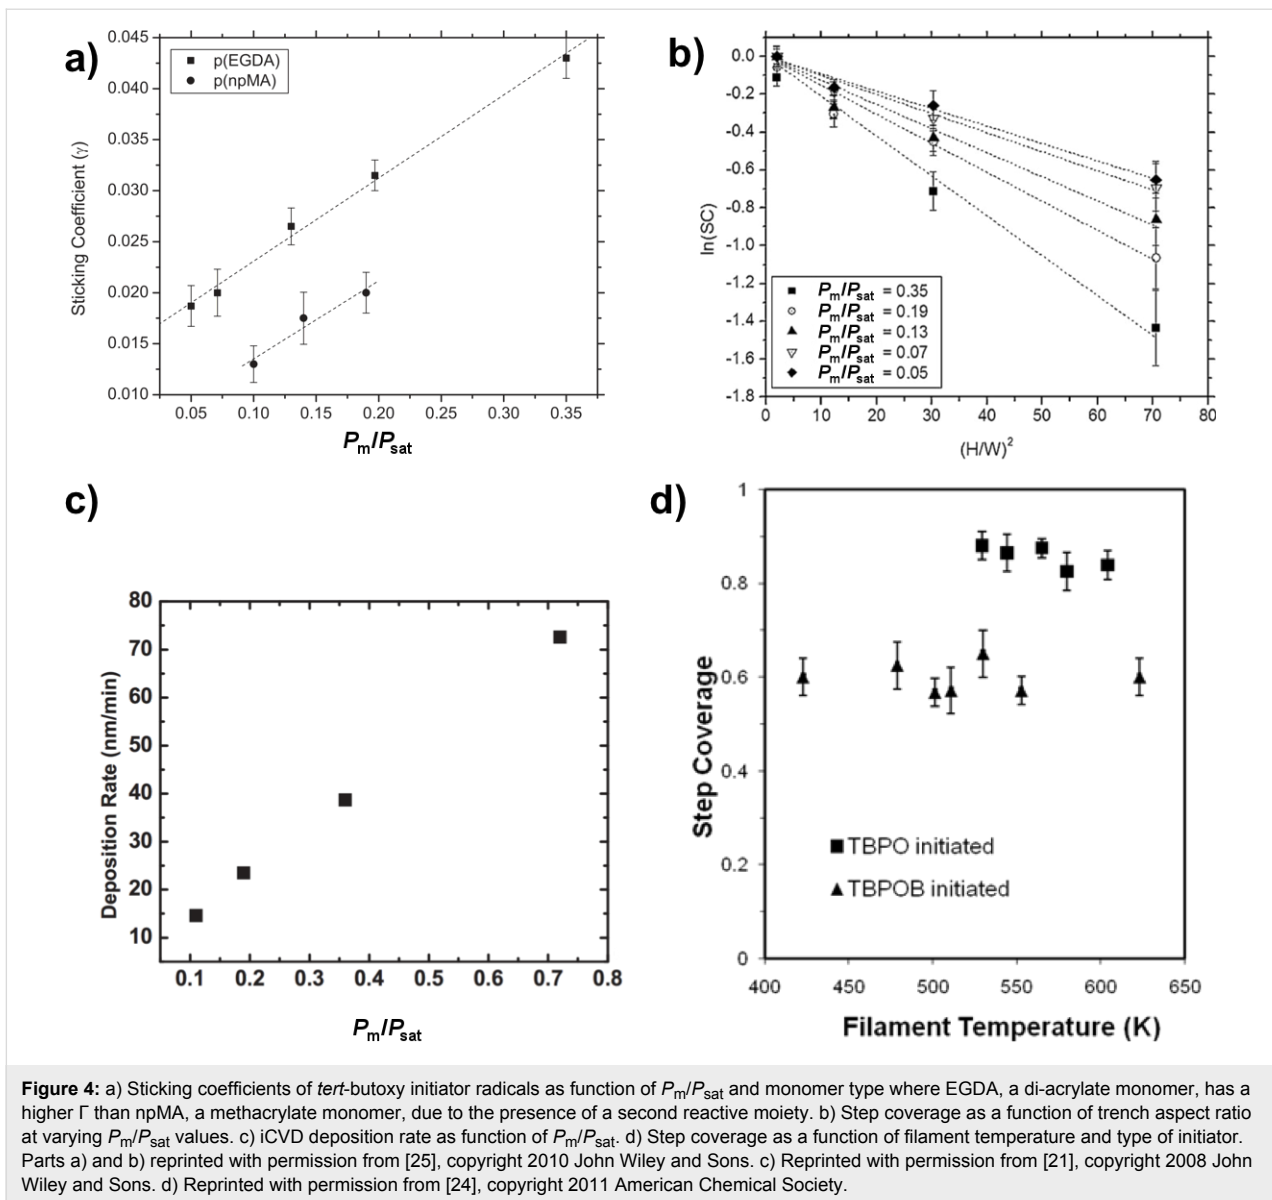 a)
0.045
0.040
0.035
0.030
0.025
0.020
0.015
0.010
Sticking Coefficient (γ)
p(EGDA)
p(npMA)
0.05 0.10 0.15 0.20 0.25 0.30 0.35
Pm/Psat
b)
0.0
-0.2
-0.4
-0.6
-0.8
-1.0
-1.2
-1.4
-1.6
-1.8
ln(SC)
Pm/Psat = 0.35
Pm/Psat = 0.19
Pm/Psat = 0.13
Pm/Psat = 0.07
Pm/Psat = 0.05
0 10 20 30 40 50 60 70 80
(H/W)²
c)
80
70
60
50
40
30
20
10
Deposition Rate (nm/min)
0.1 0.2 0.3 0.4 0.5 0.6 0.7 0.8
Pm/Psat
d)
1
0.8
0.6
0.4
0.2
0
Step Coverage
TBPO initiated
TBPOB initiated
400 450 500 550 600 650
Filament Temperature (K)
Figure 4: a) Sticking coefficients of tert-butoxy initiator radicals as function of Pm/Psat and monomer type where EGDA, a di-acrylate monomer, has a
higher Γ than npMA, a methacrylate monomer, due to the presence of a second reactive moiety. b) Step coverage as a function of trench aspect ratio
at varying Pm/Psat values. c) iCVD deposition rate as function of Pm/Psat. d) Step coverage as a function of filament temperature and type of initiator.
Parts a) and b) reprinted with permission from [25], copyright 2010 John Wiley and Sons. c) Reprinted with permission from [21], copyright 2008 John
Wiley and Sons. d) Reprinted with permission from [24], copyright 2011 American Chemical Society.